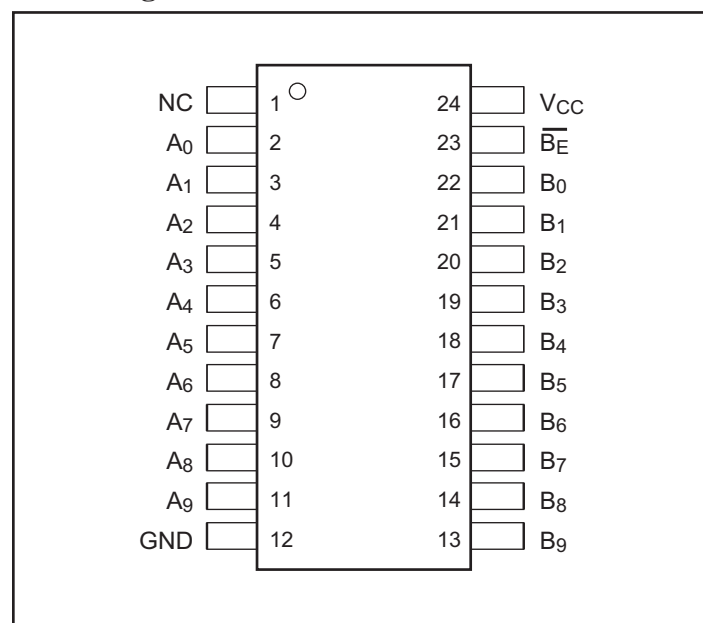 NC 1 24 VCC
A0 2 23 B̅E̅
A1 3 22 B0
A2 4 21 B1
A3 5 20 B2
A4 6 19 B3
A5 7 18 B4
A6 8 17 B5
A7 9 16 B6
A8 10 15 B7
A9 11 14 B8
GND 12 13 B9